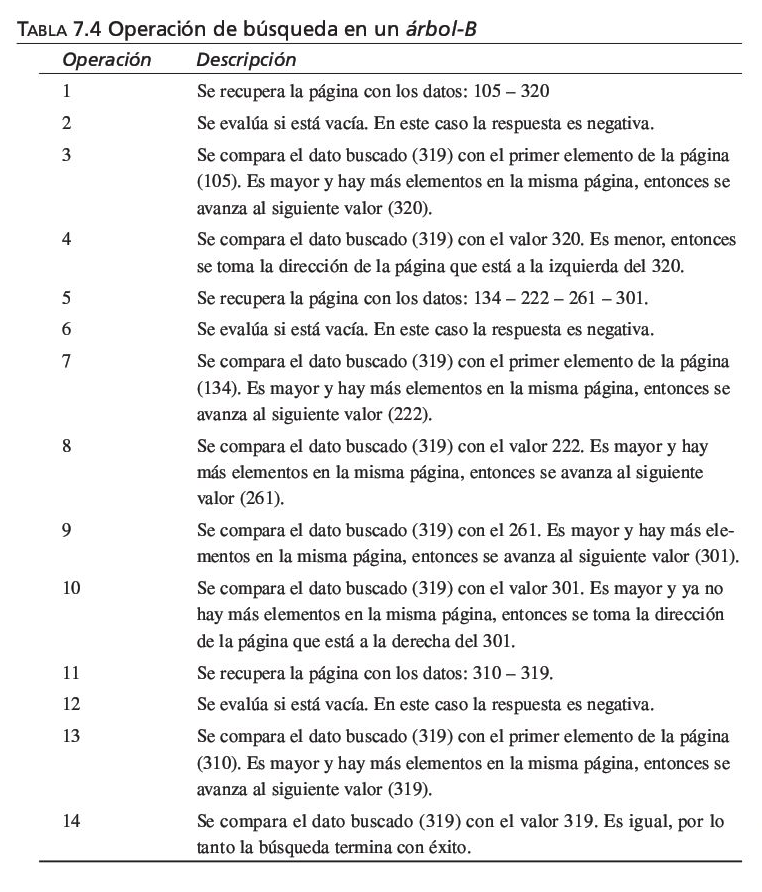 TABLA 7.4 Operación de búsqueda en un árbol-B
Operación Descripción
1 Se recupera la página con los datos: 105 – 320
2 Se evalúa si está vacía. En este caso la respuesta es negativa.
3 Se compara el dato buscado (319) con el primer elemento de la página
(105). Es mayor y hay más elementos en la misma página, entonces se
avanza al siguiente valor (320).
4 Se compara el dato buscado (319) con el valor 320. Es menor, entonces
se toma la dirección de la página que está a la izquierda del 320.
5 Se recupera la página con los datos: 134 – 222 – 261 – 301.
6 Se evalúa si está vacía. En este caso la respuesta es negativa.
7 Se compara el dato buscado (319) con el primer elemento de la página
(134). Es mayor y hay más elementos en la misma página, entonces se
avanza al siguiente valor (222).
8 Se compara el dato buscado (319) con el valor 222. Es mayor y hay
más elementos en la misma página, entonces se avanza al siguiente
valor (261).
9 Se compara el dato buscado (319) con el 261. Es mayor y hay más ele-
mentos en la misma página, entonces se avanza al siguiente valor (301).
10 Se compara el dato buscado (319) con el valor 301. Es mayor y ya no
hay más elementos en la misma página, entonces se toma la dirección
de la página que está a la derecha del 301.
11 Se recupera la página con los datos: 310 – 319.
12 Se evalúa si está vacía. En este caso la respuesta es negativa.
13 Se compara el dato buscado (319) con el primer elemento de la página
(310). Es mayor y hay más elementos en la misma página, entonces se
avanza al siguiente valor (319).
14 Se compara el dato buscado (319) con el valor 319. Es igual, por lo
tanto la búsqueda termina con éxito.